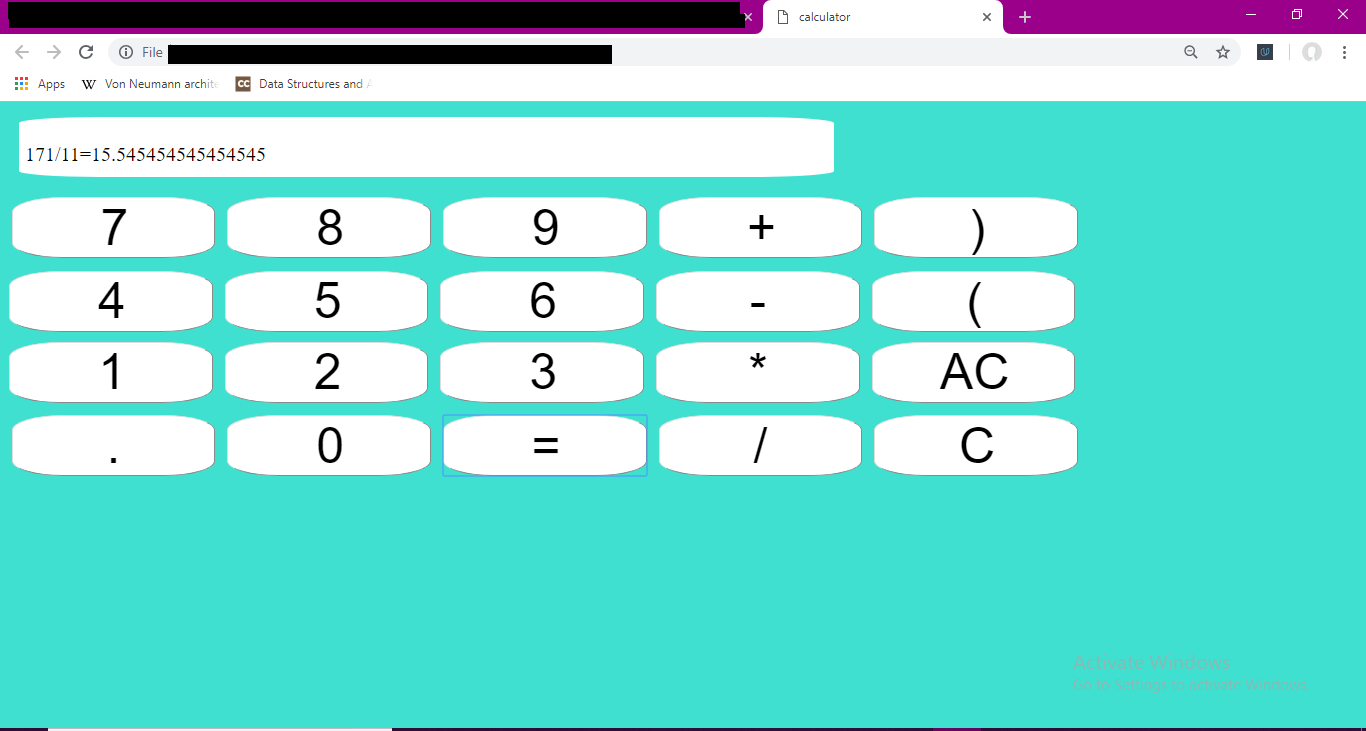 calculator
File
Apps
Von Neumann archite
CC Data Structures and A
171/11=15.545454545454545
7 8 9 + )
4 5 6 - (
1 2 3 * AC
. 0 = / C
Activate Windows
Go to Settings to activate Windows.